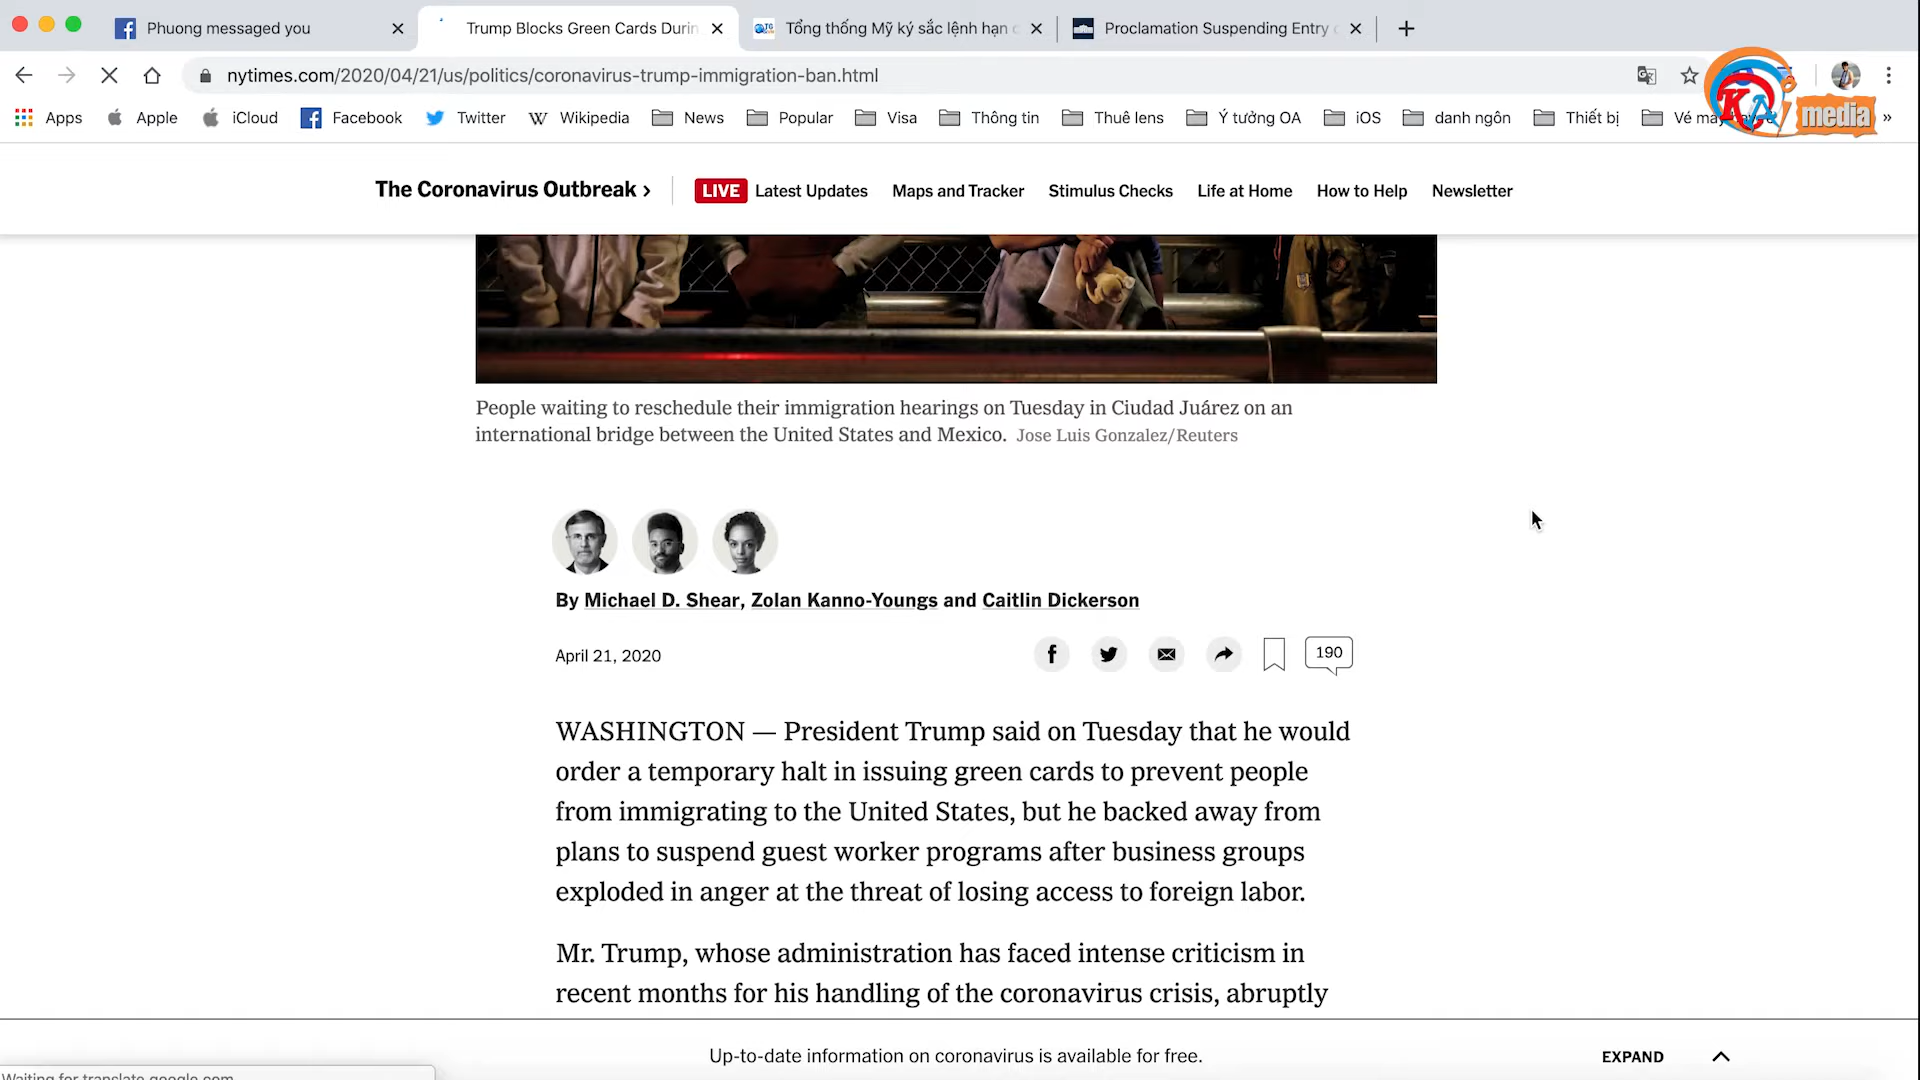 Phuong messaged you
Trump Blocks Green Cards Durin
Tổng thống Mỹ ký sắc lệnh hạn c
Proclamation Suspending Entry o
nytimes.com/2020/04/21/us/politics/coronavirus-trump-immigration-ban.html
Apps
Apple
iCloud
Facebook
Twitter
Wikipedia
News
Popular
Visa
Thông tin
Thuê lens
Ý tưởng OA
iOS
danh ngôn
Thiết bị
Vé máy
KAI media
The Coronavirus Outbreak
LIVE Latest Updates
Maps and Tracker
Stimulus Checks
Life at Home
How to Help
Newsletter
People waiting to reschedule their immigration hearings on Tuesday in Ciudad Juárez on an
international bridge between the United States and Mexico. Jose Luis Gonzalez/Reuters
By Michael D. Shear, Zolan Kanno-Youngs and Caitlin Dickerson
April 21, 2020
190
WASHINGTON — President Trump said on Tuesday that he would
order a temporary halt in issuing green cards to prevent people
from immigrating to the United States, but he backed away from
plans to suspend guest worker programs after business groups
exploded in anger at the threat of losing access to foreign labor.
Mr. Trump, whose administration has faced intense criticism in
recent months for his handling of the coronavirus crisis, abruptly
Up-to-date information on coronavirus is available for free.
EXPAND
Waiting for translate.google.com